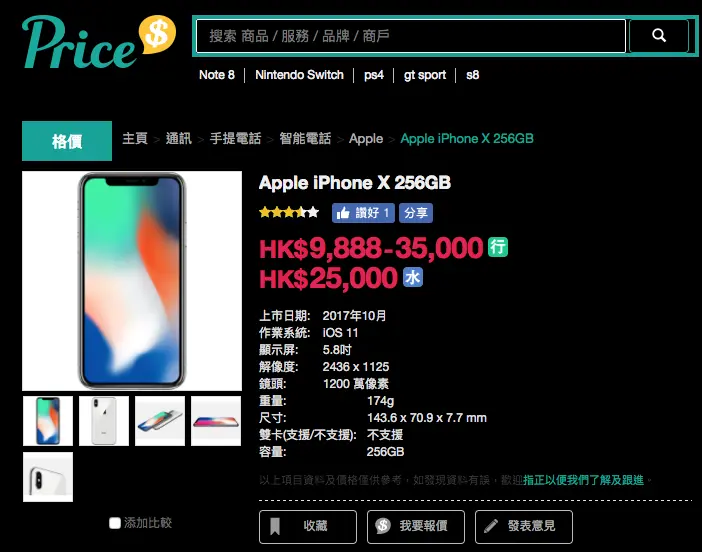 Price $
搜索 商品 / 服務 / 品牌 / 商戶
Note 8 | Nintendo Switch | ps4 | gt sport | s8
格價
主頁 > 通訊 > 手提電話 > 智能電話 > Apple > Apple iPhone X 256GB
Apple iPhone X 256GB
讚好 1 分享
HK$9,888-35,000 行
HK$25,000 水
上市日期: 2017年10月
作業系統: iOS 11
顯示屏: 5.8吋
解像度: 2436 x 1125
鏡頭: 1200 萬像素
重量: 174g
尺寸: 143.6 x 70.9 x 7.7 mm
雙卡(支援/不支援): 不支援
容量: 256GB
以上項目資料及價格僅供參考，如發現資料有誤，歡迎指正以便我們了解及跟進。
添加比較
收藏
$ 我要報價
發表意見